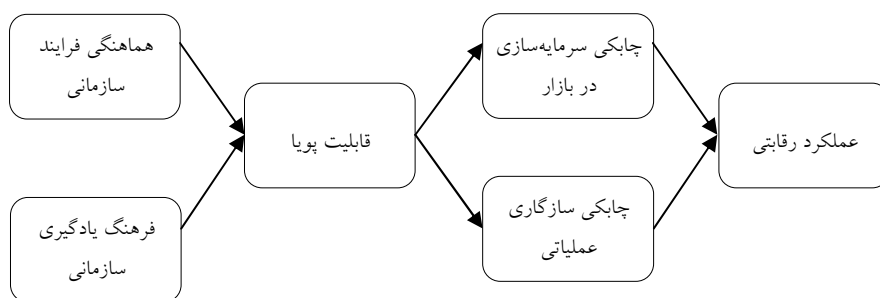 هماهنگی فرایند
سازمانی
فرهنگ یادگیری
سازمانی
قابلیت پویا
چابکی سرمایه‌سازی
در بازار
چابکی سازگاری
عملیاتی
عملکرد رقابتی